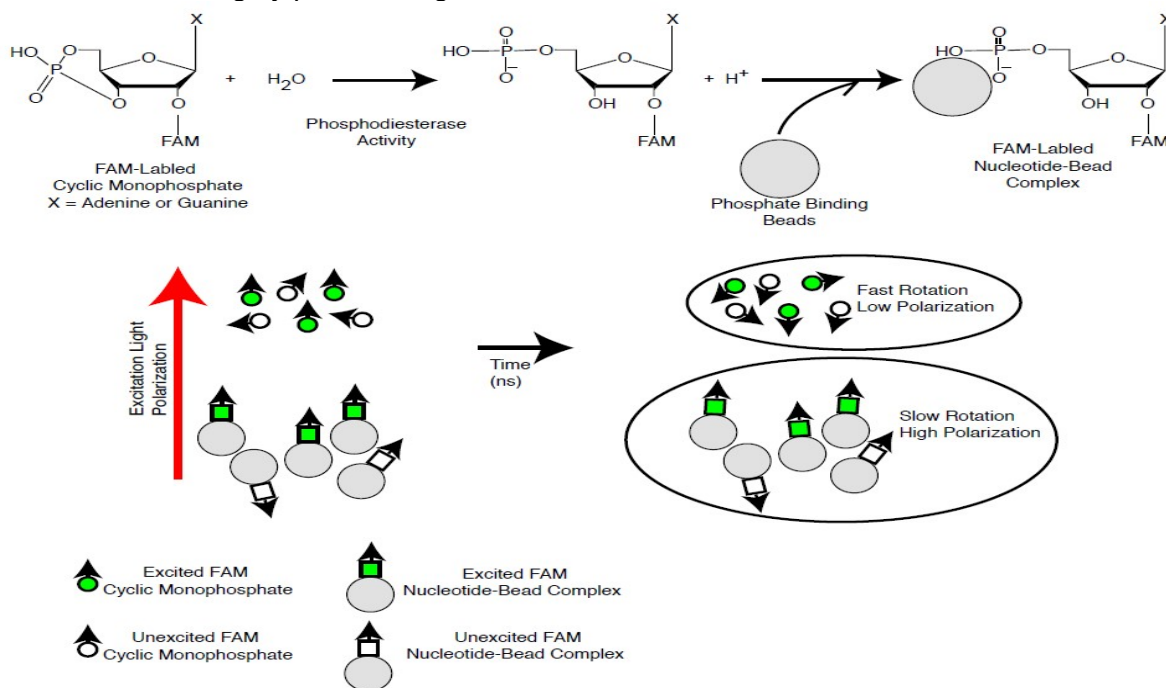 X
X
X
HO
O
O
P
O
O
O
+
H2O
Phosphodiesterase
Activity
FAM
FAM-Labled
Cyclic Monophosphate
X = Adenine or Guanine
O
HO
P
O
O−
O
OH
O
FAM
+ H+
Phosphate Binding
Beads
O
HO
P
O
O−
O
OH
O
FAM
FAM-Labled
Nucleotide-Bead
Complex
Excitation Light
Polarization
Time
(ns)
Fast Rotation
Low Polarization
Slow Rotation
High Polarization
Excited FAM
Cyclic Monophosphate
Excited FAM
Nucleotide-Bead Complex
Unexcited FAM
Cyclic Monophosphate
Unexcited FAM
Nucleotide-Bead Complex